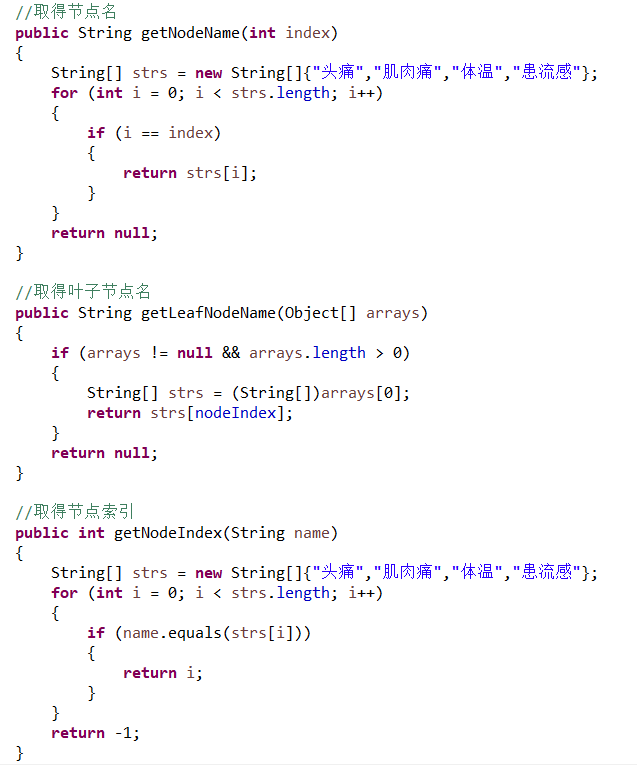 //取得节点名
public String getNodeName(int index)
{
    String[] strs = new String[]{"头痛","肌肉痛","体温","患流感"};
    for (int i = 0; i < strs.length; i++)
    {
        if (i == index)
        {
            return strs[i];
        }
    }
    return null;
}

//取得叶子节点名
public String getLeafNodeName(Object[] arrays)
{
    if (arrays != null && arrays.length > 0)
    {
        String[] strs = (String[])arrays[0];
        return strs[nodeIndex];
    }
    return null;
}

//取得节点索引
public int getNodeIndex(String name)
{
    String[] strs = new String[]{"头痛","肌肉痛","体温","患流感"};
    for (int i = 0; i < strs.length; i++)
    {
        if (name.equals(strs[i]))
        {
            return i;
        }
    }
    return -1;
}